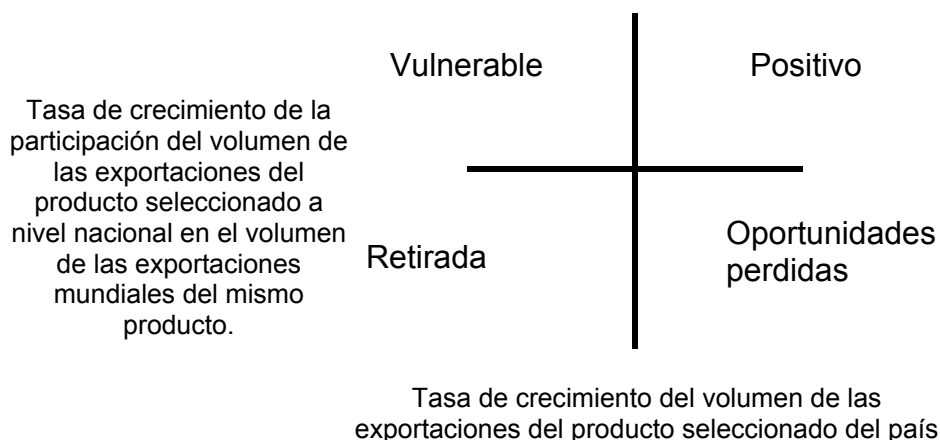 Vulnerable
Positivo
Tasa de crecimiento de la
participación del volumen de
las exportaciones del
producto seleccionado a
nivel nacional en el volumen
de las exportaciones
mundiales del mismo
producto.
Retirada
Oportunidades
perdidas
Tasa de crecimiento del volumen de las
exportaciones del producto seleccionado del país